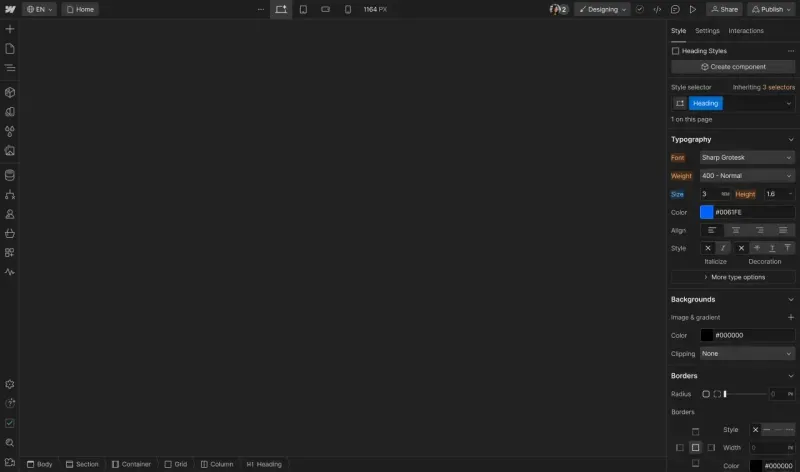 EN Home 1164 PX 2 Designing Share Publish
Style Settings Interactions
Heading Styles
Create component
Style selector Inheriting 3 selectors
Heading
1 on this page
Typography
Font Sharp Grotesk
Weight 400 - Normal
Size 3 REM Height 1.6 -
Color #0061FE
Align
Style
Italicize Decoration
More type options
Backgrounds
Image & gradient
Color #000000
Clipping None
Borders
Radius 0 PX
Borders
Style
Width 0 PX
Color #000000
Body Section Container Grid Column H1 Heading